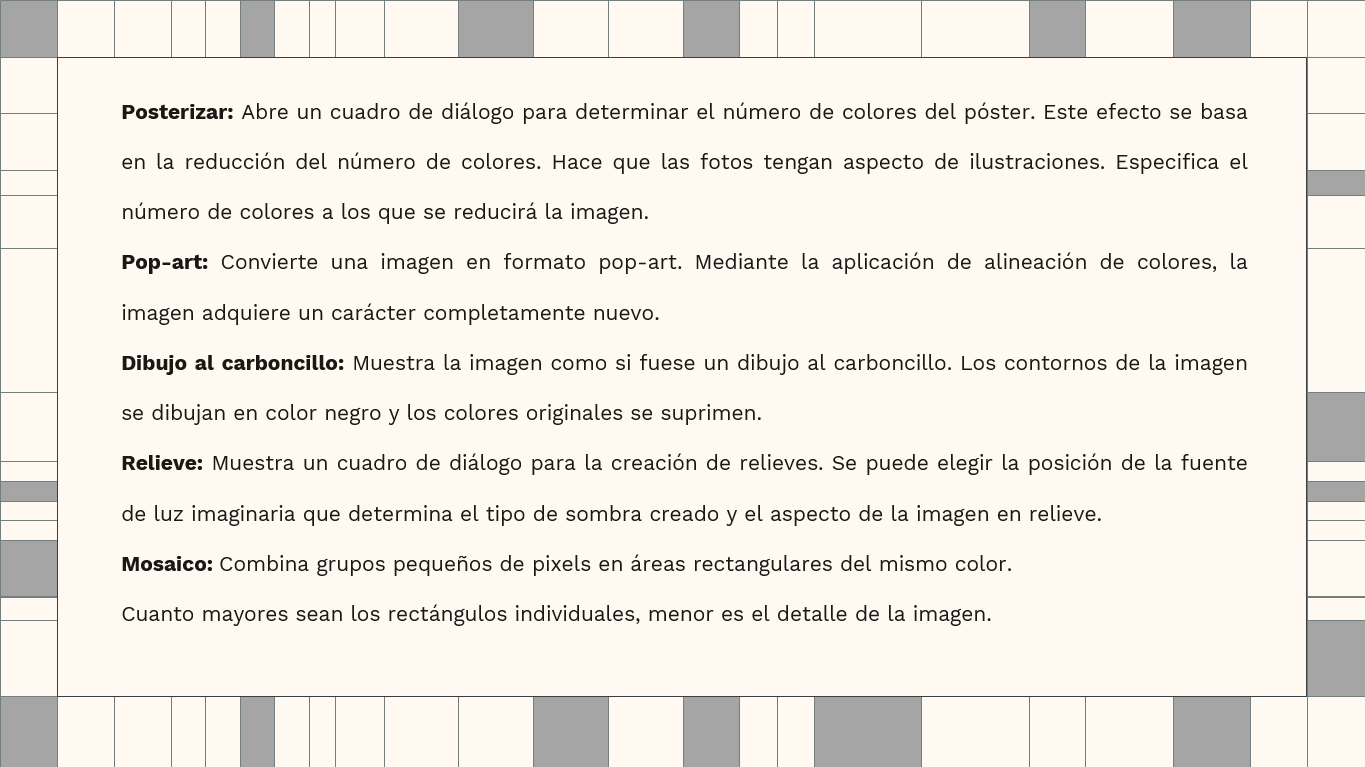 Posterizar: Abre un cuadro de diálogo para determinar el número de colores del póster. Este efecto se basa
en la reducción del número de colores. Hace que las fotos tengan aspecto de ilustraciones. Especifica el
número de colores a los que se reducirá la imagen.
Pop-art: Convierte una imagen en formato pop-art. Mediante la aplicación de alineación de colores, la
imagen adquiere un carácter completamente nuevo.
Dibujo al carboncillo: Muestra la imagen como si fuese un dibujo al carboncillo. Los contornos de la imagen
se dibujan en color negro y los colores originales se suprimen.
Relieve: Muestra un cuadro de diálogo para la creación de relieves. Se puede elegir la posición de la fuente
de luz imaginaria que determina el tipo de sombra creado y el aspecto de la imagen en relieve.
Mosaico: Combina grupos pequeños de pixels en áreas rectangulares del mismo color.
Cuanto mayores sean los rectángulos individuales, menor es el detalle de la imagen.